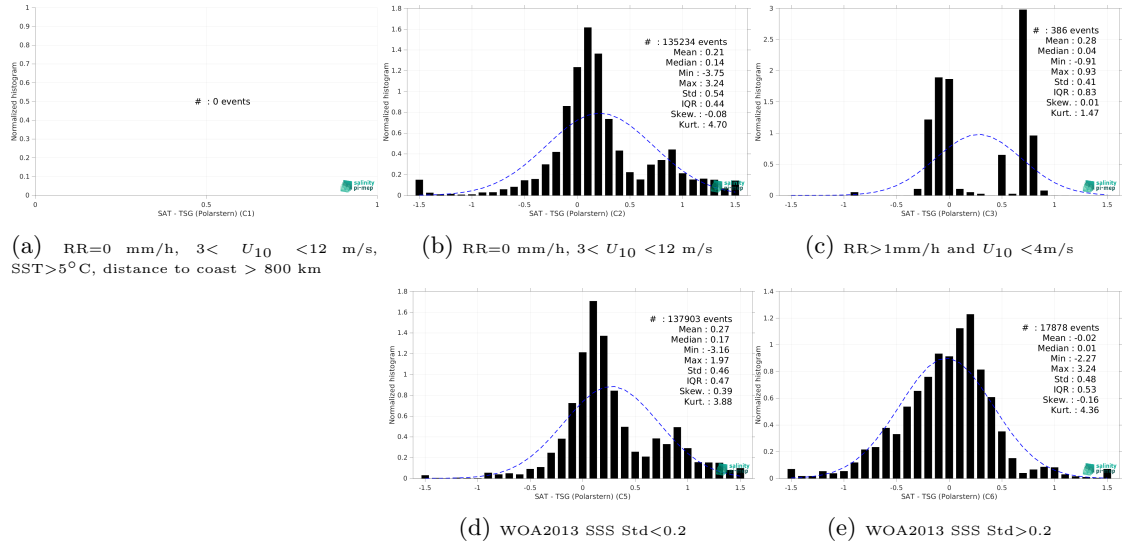 1
0.9
0.8
0.7
0.6
0.5
0.4
0.3
0.2
0.1
0
Normalized histogram
# : 0 events
0
0.5
1
SAT - TSG (Polarstern) (C1)
salinity
pi-mep
(a) RR=0 mm/h, 3< U10 <12 m/s,
SST>5°C, distance to coast > 800 km
1.8
1.6
1.4
1.2
1
0.8
0.6
0.4
0.2
0
Normalized histogram
# : 135234 events
Mean : 0.21
Median : 0.14
Min : -3.75
Max : 3.24
Std : 0.54
IQR : 0.44
Skew. : -0.08
Kurt. : 4.70
-1.5
-1
-0.5
0
0.5
1
1.5
SAT - TSG (Polarstern) (C2)
salinity
pi-mep
(b) RR=0 mm/h, 3< U10 <12 m/s
3
2.5
2
1.5
1
0.5
0
Normalized histogram
# : 386 events
Mean : 0.28
Median : 0.04
Min : -0.91
Max : 0.93
Std : 0.41
IQR : 0.83
Skew. : 0.01
Kurt. : 1.47
-1.5
-1
-0.5
0
0.5
1
1.5
SAT - TSG (Polarstern) (C3)
salinity
pi-mep
(c) RR>1mm/h and U10 <4m/s
1.8
1.6
1.4
1.2
1
0.8
0.6
0.4
0.2
0
Normalized histogram
# : 137903 events
Mean : 0.27
Median : 0.17
Min : -3.16
Max : 1.97
Std : 0.46
IQR : 0.47
Skew. : 0.39
Kurt. : 3.88
-1.5
-1
-0.5
0
0.5
1
1.5
SAT - TSG (Polarstern) (C5)
salinity
pi-mep
(d) WOA2013 SSS Std<0.2
1.4
1.2
1
0.8
0.6
0.4
0.2
0
Normalized histogram
# : 17878 events
Mean : -0.02
Median : 0.01
Min : -2.27
Max : 3.24
Std : 0.48
IQR : 0.53
Skew. : -0.16
Kurt. : 4.36
-1.5
-1
-0.5
0
0.5
1
1.5
SAT - TSG (Polarstern) (C6)
salinity
pi-mep
(e) WOA2013 SSS Std>0.2